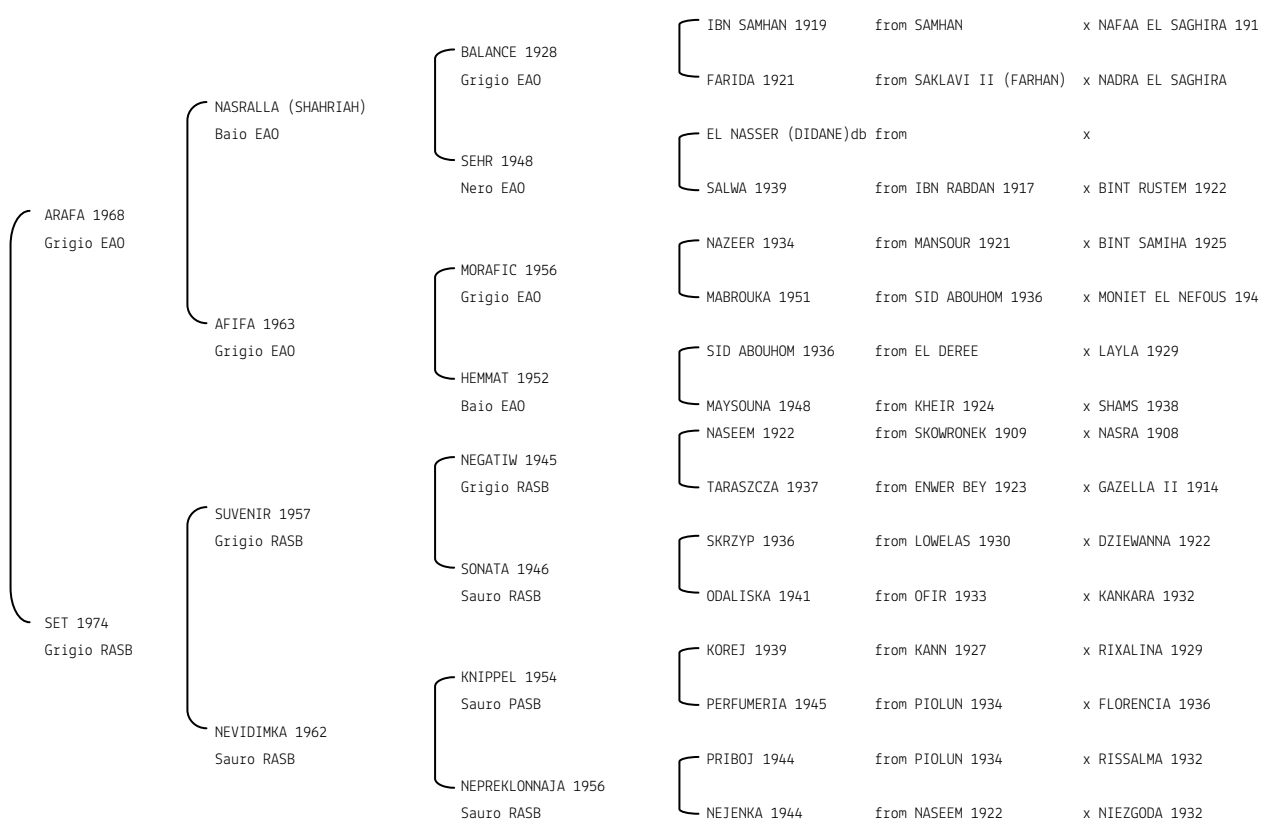 IBN SAMHAN 1919 from SAMHAN x NAFAA EL SAGHIRA 191
BALANCE 1928
Grigio EAO FARIDA 1921 from SAKLAVI II (FARHAN) x NADRA EL SAGHIRA
NASRALLA (SHAHRIAH)
Baio EAO EL NASSER (DIDANE)db from x
SEHR 1948
Nero EAO SALWA 1939 from IBN RABDAN 1917 x BINT RUSTEM 1922
ARAFA 1968
Grigio EAO NAZEER 1934 from MANSOUR 1921 x BINT SAMIHA 1925
MORAFIC 1956
Grigio EAO MABROUKA 1951 from SID ABOUHOM 1936 x MONIET EL NEFOUS 194
AFIFA 1963
Grigio EAO SID ABOUHOM 1936 from EL DEREE x LAYLA 1929
HEMMAT 1952
Baio EAO MAYSOUNA 1948 from KHEIR 1924 x SHAMS 1938
NASEEM 1922 from SKOWRONEK 1909 x NASRA 1908
NEGATIW 1945
Grigio RASB TARASZCZA 1937 from ENWER BEY 1923 x GAZELLA II 1914
SUVENIR 1957
Grigio RASB SKRZYP 1936 from LOWELAS 1930 x DZIEWANNA 1922
SONATA 1946
Sauro RASB ODALISKA 1941 from OFIR 1933 x KANKARA 1932
SET 1974
Grigio RASB KOREJ 1939 from KANN 1927 x RIXALINA 1929
KNIPPEL 1954
Sauro PASB PERFUMERIA 1945 from PIOLUN 1934 x FLORENCIA 1936
NEVIDIMKA 1962
Sauro RASB PRIBOJ 1944 from PIOLUN 1934 x RISSALMA 1932
NEPREKLONNAJA 1956
Sauro RASB NEJENKA 1944 from NASEEM 1922 x NIEZGODA 1932